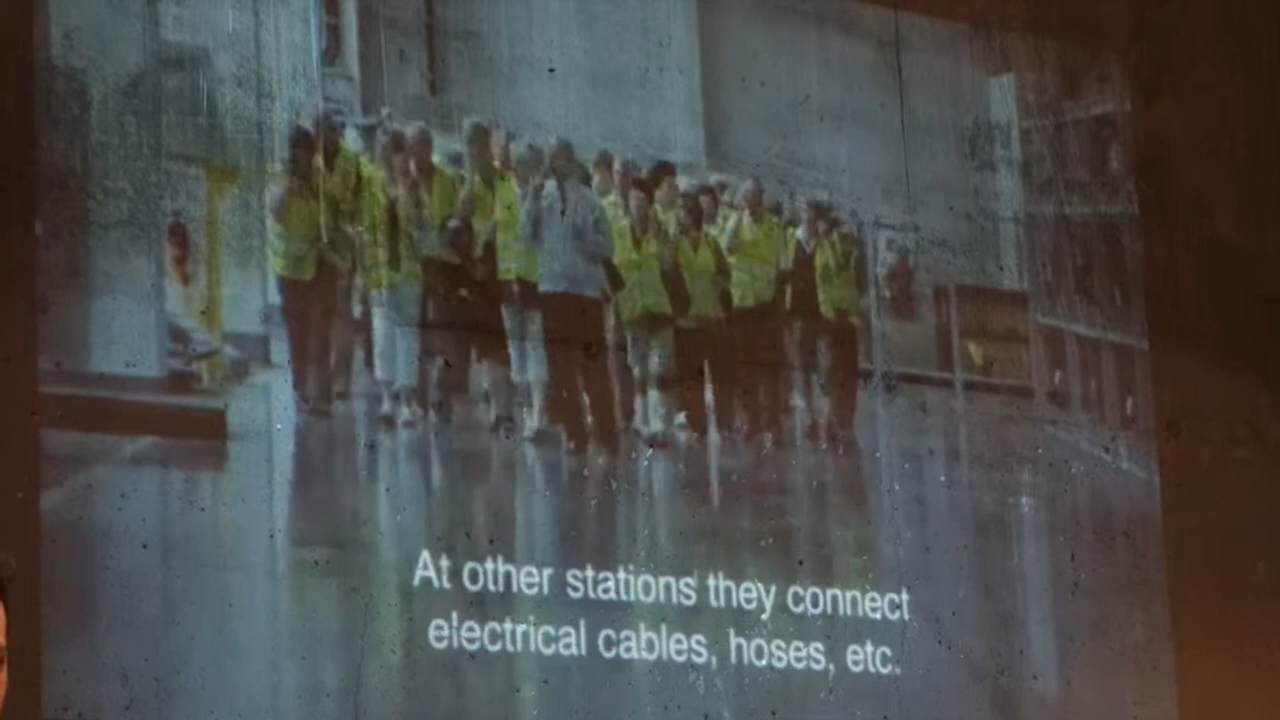 At other stations they connect
electrical cables, hoses, etc.